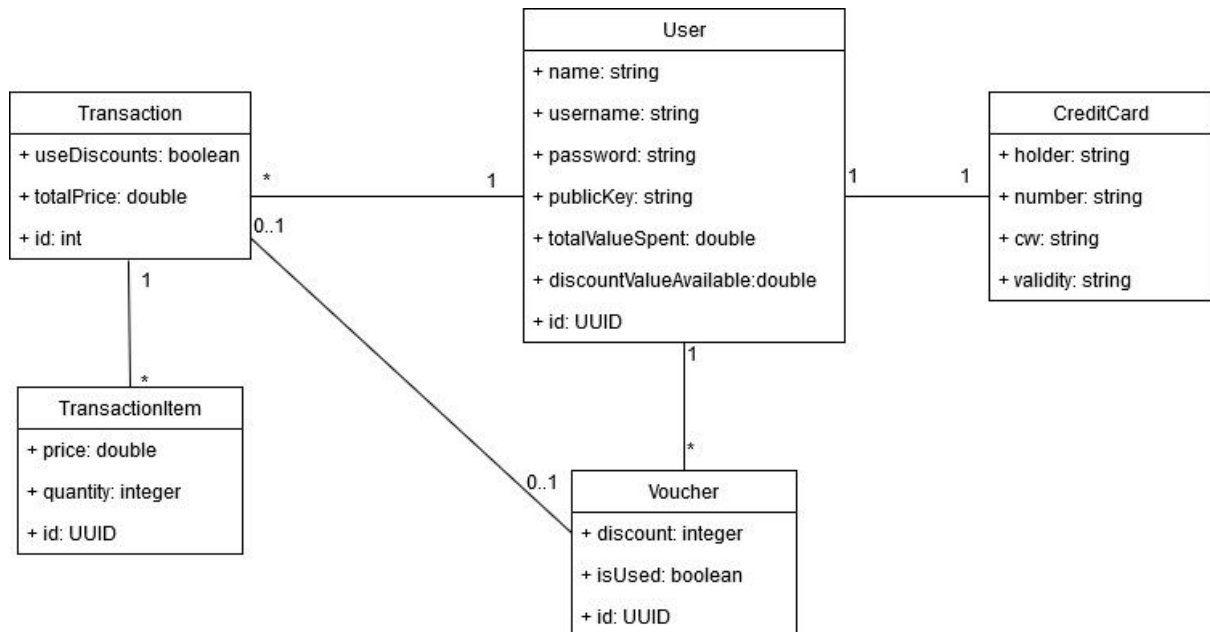 User
+ name: string
+ username: string
+ password: string
+ publicKey: string
+ totalValueSpent: double
+ discountValueAvailable:double
+ id: UUID
Transaction
+ useDiscounts: boolean
+ totalPrice: double
+ id: int
CreditCard
+ holder: string
+ number: string
+ cvv: string
+ validity: string
*
1
1
1
0..1
1
*
1
*
0..1
TransactionItem
+ price: double
+ quantity: integer
+ id: UUID
Voucher
+ discount: integer
+ isUsed: boolean
+ id: UUID